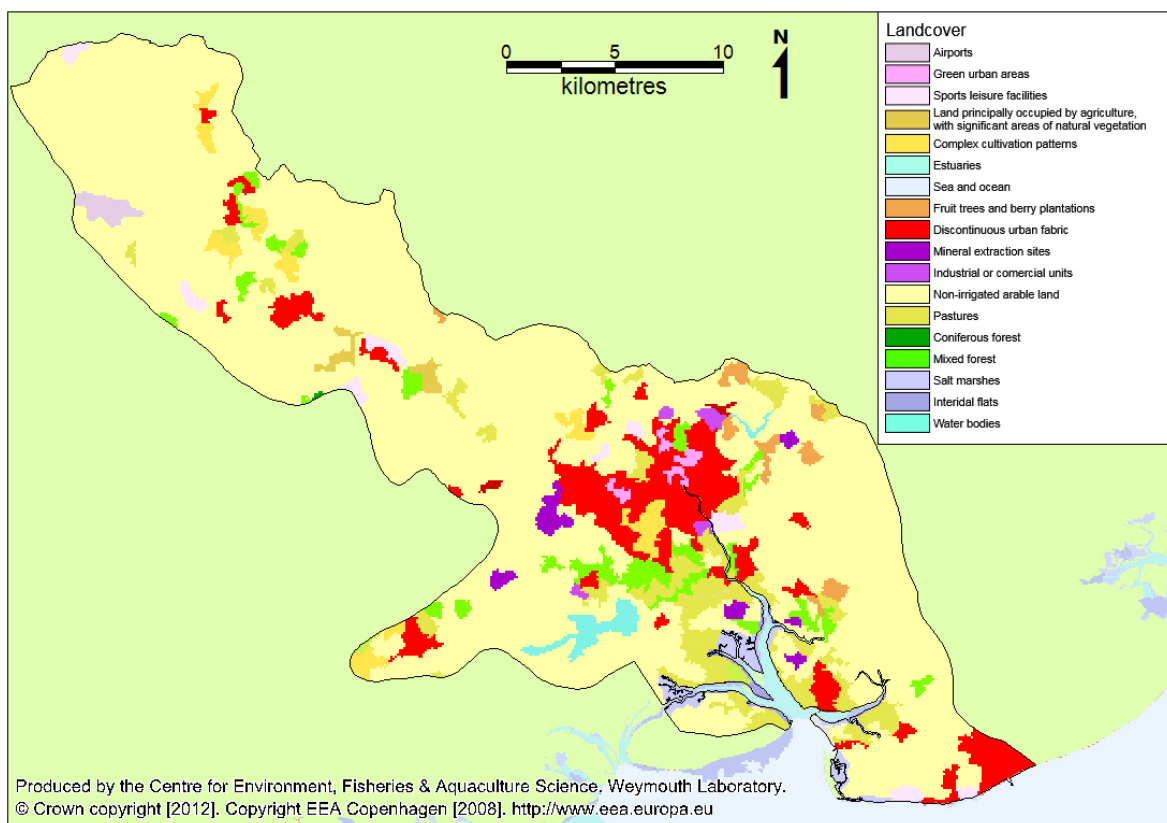 0 5 10
kilometres
N
Landcover
Airports
Green urban areas
Sports leisure facilities
Land principally occupied by agriculture,
with significant areas of natural vegetation
Complex cultivation patterns
Estuaries
Sea and ocean
Fruit trees and berry plantations
Discontinuous urban fabric
Mineral extraction sites
Industrial or comercial units
Non-irrigated arable land
Pastures
Coniferous forest
Mixed forest
Salt marshes
Interidal flats
Water bodies
Produced by the Centre for Environment, Fisheries & Aquaculture Science, Weymouth Laboratory.
© Crown copyright [2012]. Copyright EEA Copenhagen [2008]. http://www.eea.europa.eu